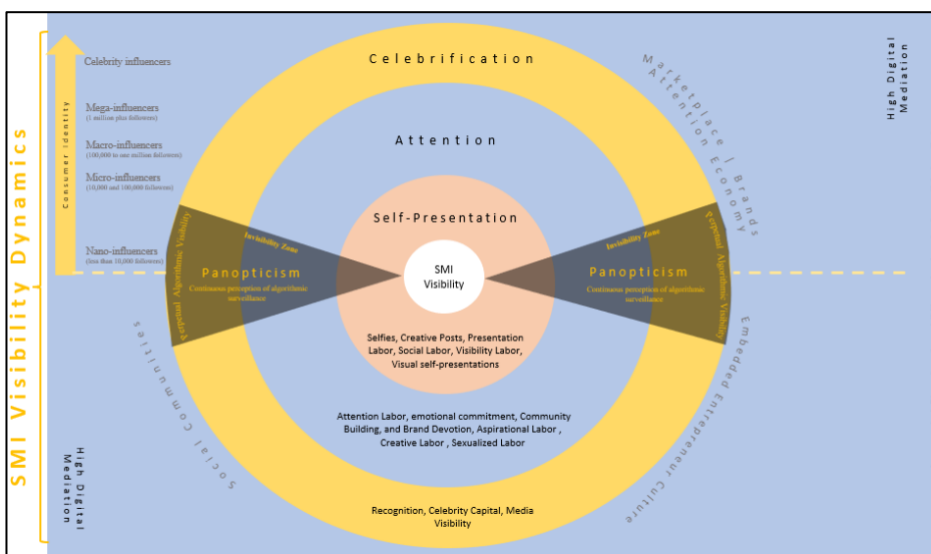 SMI Visibility Dynamics
Consumer identity
Celebrity influencers
Mega-influencers
(1 million plus followers)
Macro-influencers
(100,000 to one million followers)
Micro-influencers
(10,000 and 100,000 followers)
Nano-influencers
(less than 10,000 followers)
Celebrification
Attention
Self-Presentation
SMI
Visibility
Marketplace | Brands
Attention Economy
High Digital
Mediation
Perpetual Algorithmic Visibility
Invisibility Zone
Panopticism
Continuous perception of algorithmic
surveillance
Invisibility Zone
Panopticism
Continuous perception of algorithmic
surveillance
Perpetual Algorithmic Visibility
Selfies, Creative Posts, Presentation
Labor, Social Labor, Visibility Labor,
Visual self-presentations
Attention Labor, emotional commitment, Community
Building, and Brand Devotion, Aspirational Labor ,
Creative Labor , Sexualized Labor
Recognition, Celebrity Capital, Media
Visibility
Social Communities
Embedded Entrepreneur Culture
High Digital
Mediation